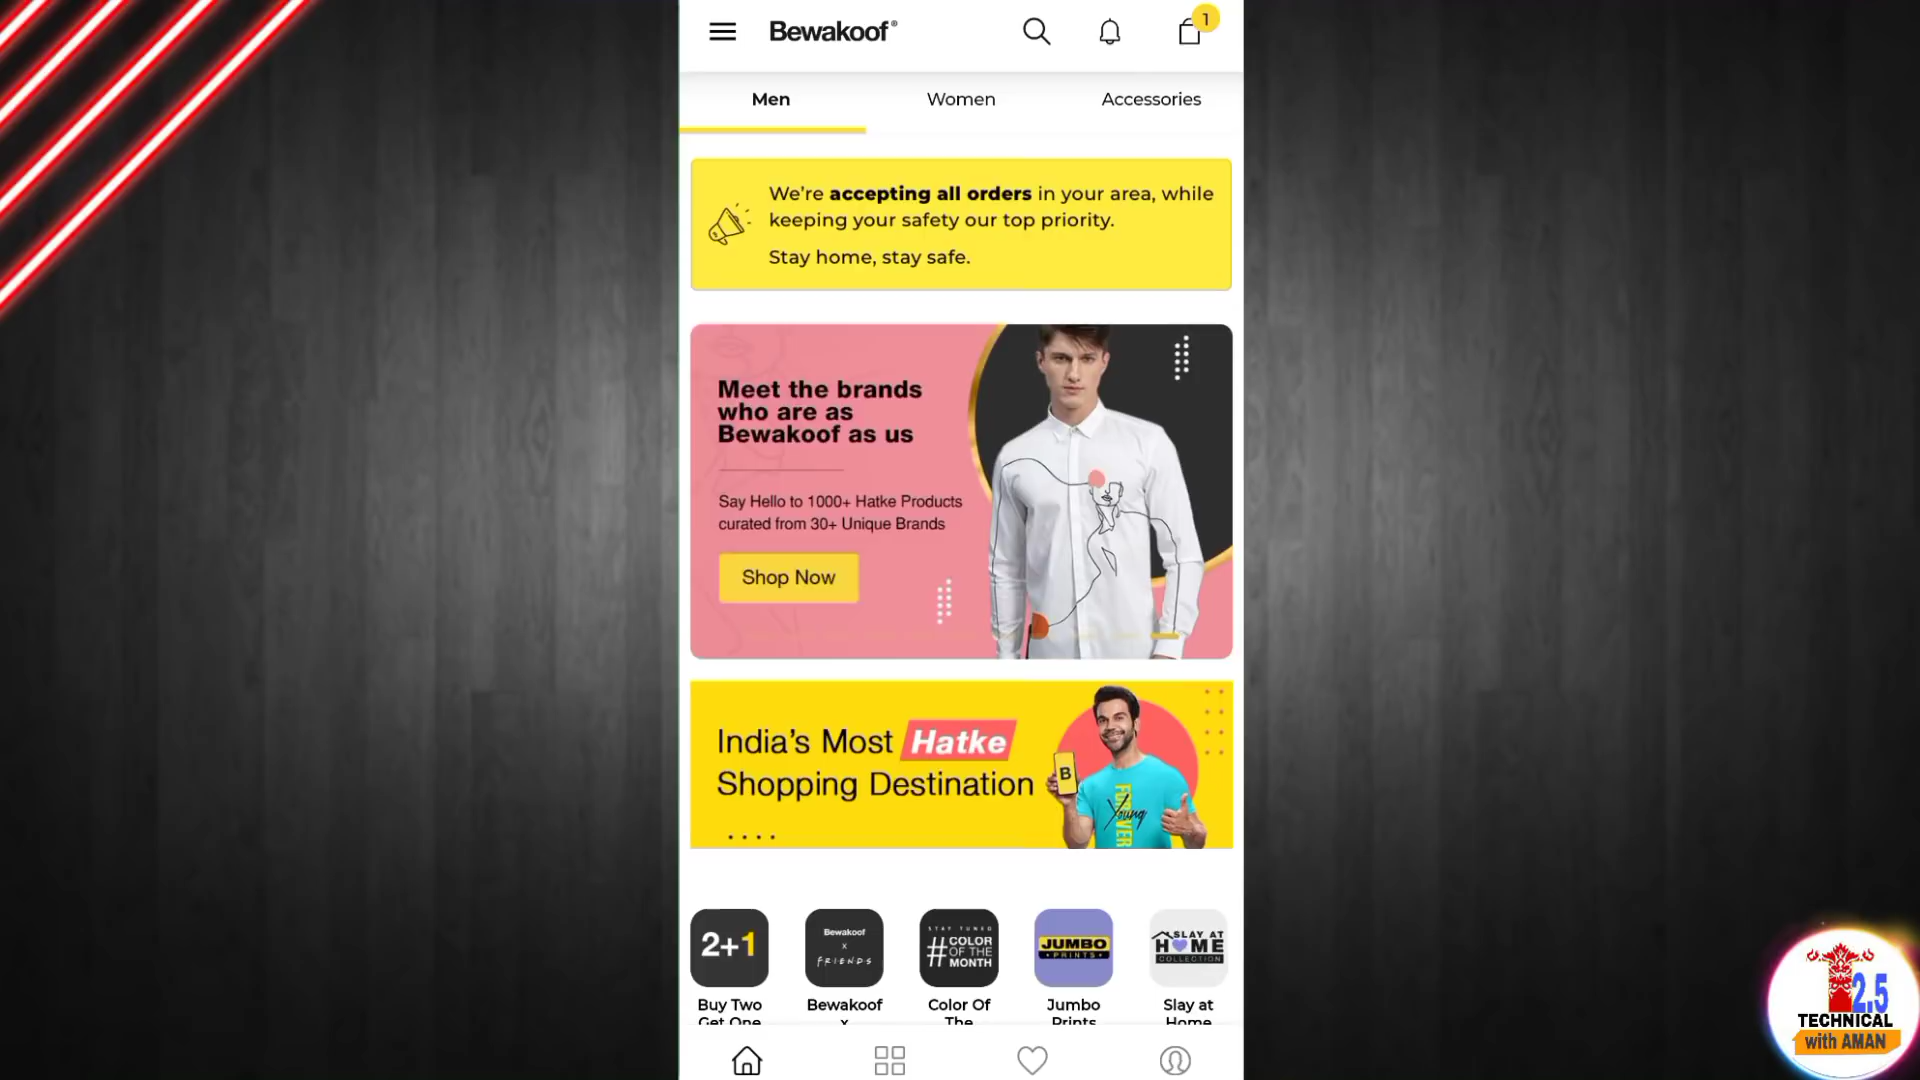 Bewakoof®
1
Men
Women
Accessories
We're accepting all orders in your area, while
keeping your safety our top priority.
Stay home, stay safe.
Meet the brands
who are as
Bewakoof as us
Say Hello to 1000+ Hatke Products
curated from 30+ Unique Brands
Shop Now
India's Most Hatke
Shopping Destination
B
FOREVER
Young
2+1
Bewakoof
x
FRIENDS
STAY TUNED
#COLOR
OF THE
MONTH
JUMBO
PRINTS
SLAY AT
HOME
COLLECTION
Buy Two
Get One
Bewakoof
x
Color Of
The
Jumbo
Prints
Slay at
Home
2.5
TECHNICAL
with AMAN